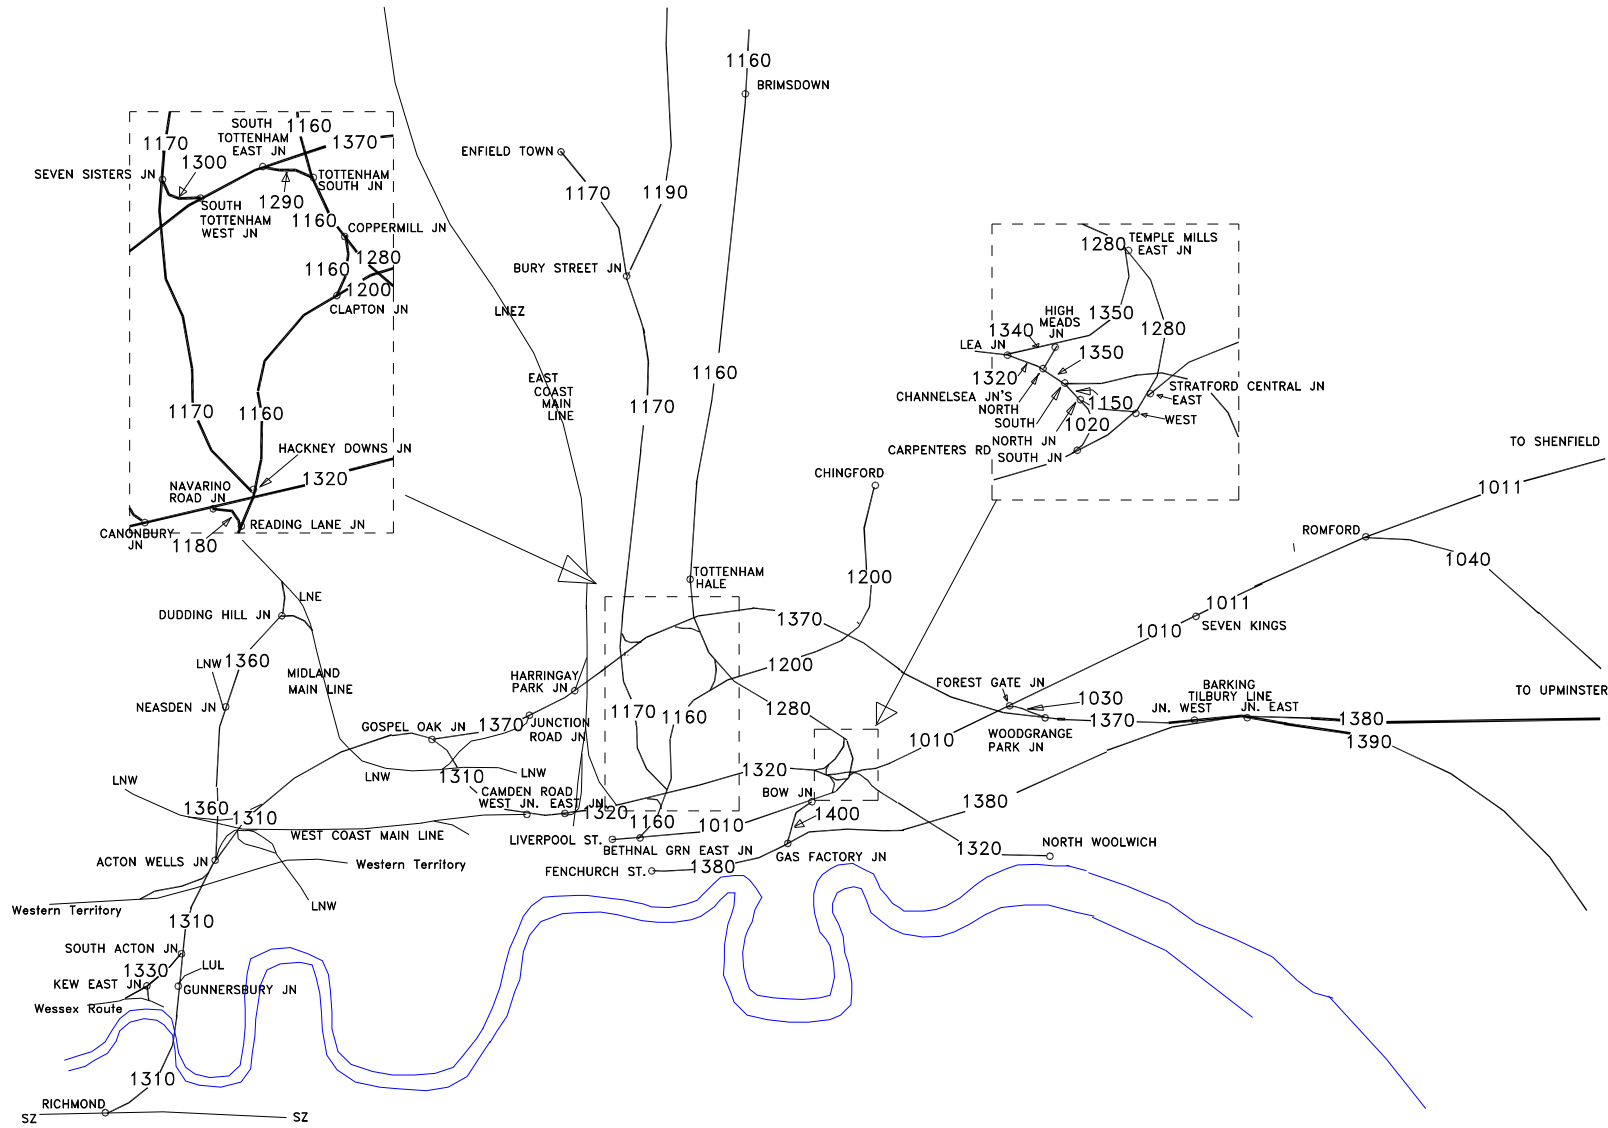 1160
BRIMSDOWN
SOUTH
TOTTENHAM
EAST JN
1160
1370
1170
1300
SEVEN SISTERS JN
TOTTENHAM
SOUTH JN
1290
SOUTH
TOTTENHAM
WEST JN
1160
COPPERMILL JN
1280
1160
1200
CLAPTON JN
1170
1160
HACKNEY DOWNS JN
1320
NAVARINO
ROAD JN
READING LANE JN
CANONBURY
JN
1180
ENFIELD TOWN
1170
1190
BURY STREET JN
LNEZ
1160
EAST
COAST
MAIN
LINE
1170
1280
TEMPLE MILLS
EAST JN
HIGH
MEADS
JN
1350
1340
1280
LEA JN
1350
1320
STRATFORD CENTRAL JN
CHANNELSEA JN'S
EAST
NORTH
1150
SOUTH
WEST
1020
NORTH JN
CARPENTERS RD
SOUTH JN
TO SHENFIELD
CHINGFORD
1011
ROMFORD
1040
1200
TOTTENHAM
HALE
LNE
DUDDING HILL JN
1370
1011
SEVEN KINGS
1010
LNW
1360
MIDLAND
MAIN LINE
HARRINGAY
PARK JN
1200
FOREST GATE JN
BARKING
TILBURY LINE
JN. WEST
JN. EAST
TO UPMINSTER
1030
NEASDEN JN
GOSPEL OAK JN
1370
JUNCTION
ROAD JN
1170
1160
1280
1010
WOODGRANGE
PARK JN
1370
1380
1390
LNW
LNW
1310
LNW
1320
CAMDEN ROAD
WEST JN. EAST JN.
BOW JN
1380
1360
1310
1320
1160
1010
1400
WEST COAST MAIN LINE
LIVERPOOL ST.
BETHNAL GRN EAST JN
GAS FACTORY JN
1320
NORTH WOOLWICH
ACTON WELLS JN
Western Territory
FENCHURCH ST.
1380
Western Territory
LNW
1310
SOUTH ACTON JN
1330
LUL
KEW EAST JN
GUNNERSBURY JN
Wessex Route
1310
RICHMOND
SZ
SZ